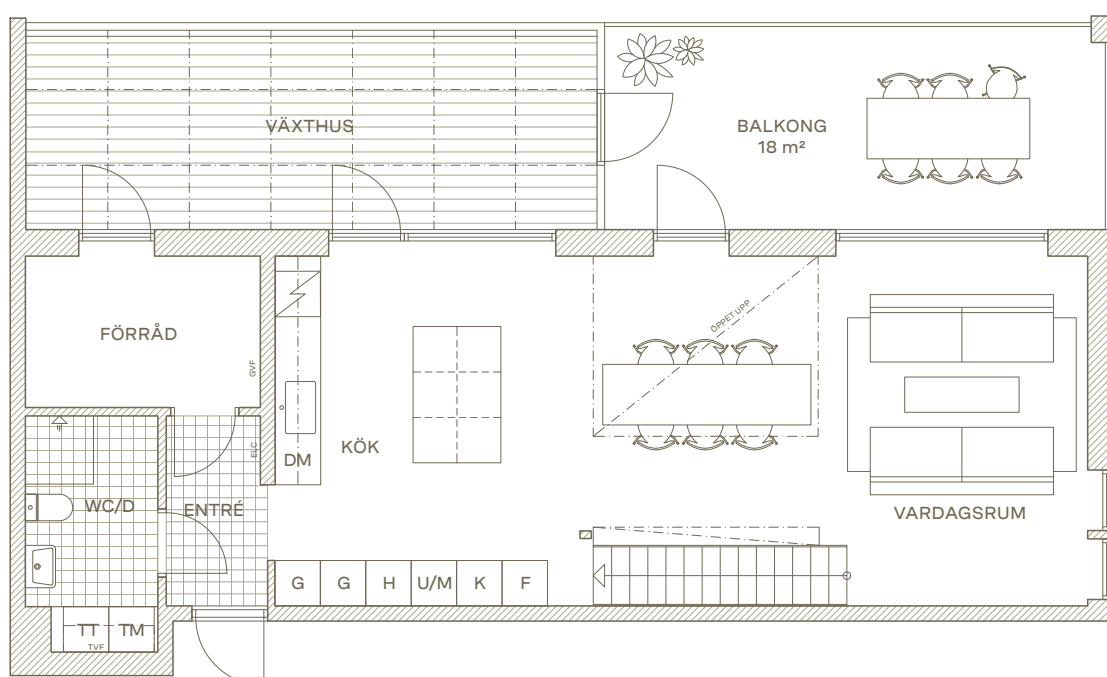 VÄXTHUS
BALKONG
18 m²
FÖRRÅD
GVF
ÖPPET UPP
ELC
DM
KÖK
WC/D
ENTRÉ
VARDAGSRUM
G G H U/M K F
TT TM
TVF